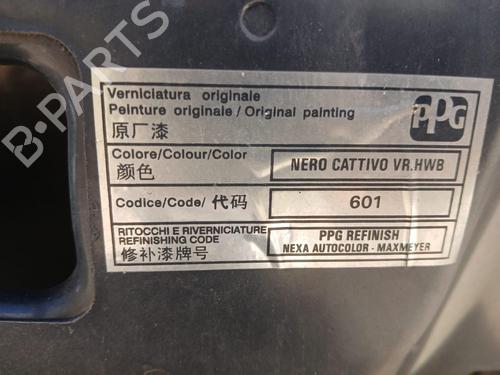 B-PARTS
Verniciatura originale
Peinture originale / Original painting
原厂漆
PPG
Colore/Colour/Color
颜色
NERO CATTIVO VR.HWB
Codice/Code/ 代码
601
RITOCCHI E RIVERNICIATURE
REFINISHING CODE
修补漆牌号
PPG REFINISH
NEXA AUTOCOLOR - MAXMEYER